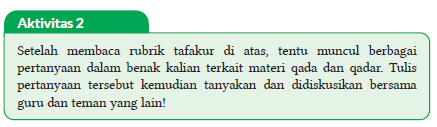 Aktivitas 2
Setelah membaca rubrik tafakur di atas, tentu muncul berbagai
pertanyaan dalam benak kalian terkait materi qada dan qadar. Tulis
pertanyaan tersebut kemudian tanyakan dan didiskusikan bersama
guru dan teman yang lain!